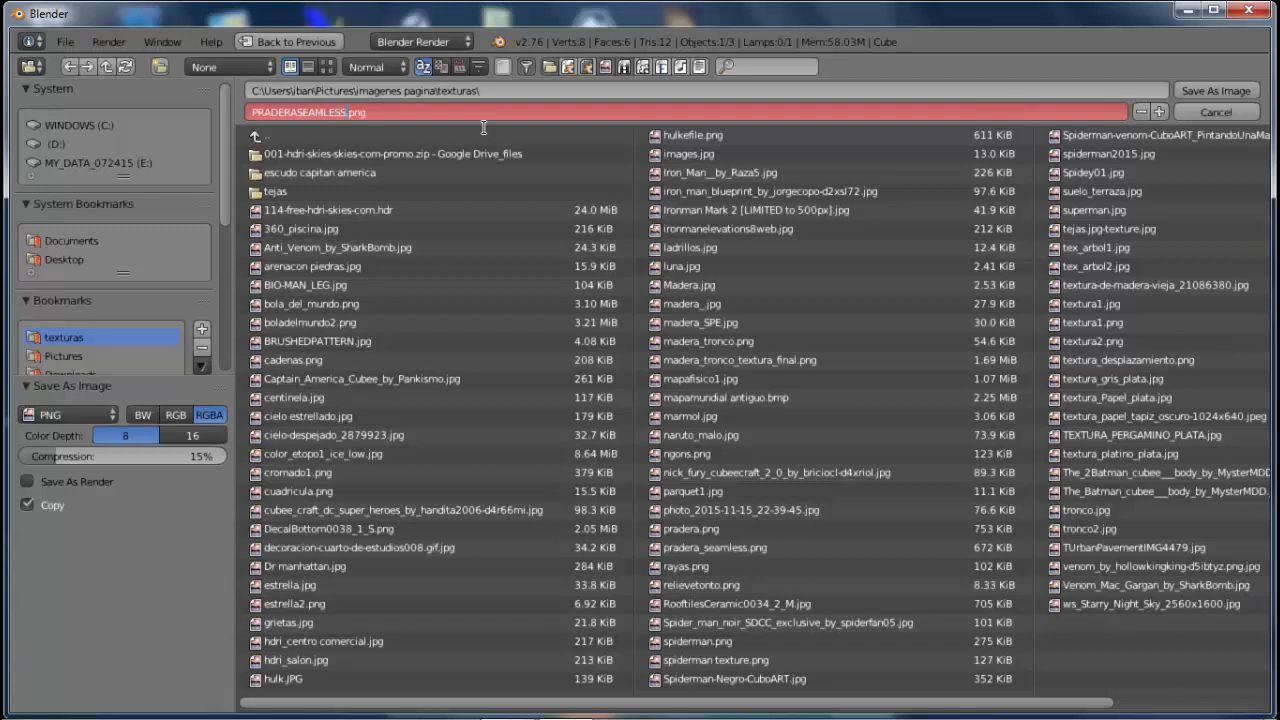 Blender
File Render Window Help Back to Previous Blender Render v2.76 | Verts:8 | Faces:6 | Tris:12 | Objects:1/3 | Lamps:0/1 | Mem:58.03M | Cube
None Normal
System
WINDOWS (C:)
(D:)
MY_DATA_072415 (E:)
System Bookmarks
Documents
Desktop
Bookmarks
texturas
Pictures
Save As Image
PNG BW RGB RGBA
Color Depth: 8 16
Compression: 15%
Save As Render
Copy
C:\Users\iban\Pictures\imagenes pagina\texturas\ Save As Image
PRADERASEAMLESS.png Cancel
..
001-hdri-skies-skies-com-promo.zip - Google Drive_files
escudo capitan america
tejas
114-free-hdri-skies-com.hdr 24.0 MiB
360_piscina.jpg 216 KiB
Anti_Venom_by_SharkBomb.jpg 24.3 KiB
arenacon piedras.jpg 15.9 KiB
BIO-MAN_LEG.jpg 104 KiB
bola_del_mundo.png 3.10 MiB
boladelmundo2.png 3.21 MiB
BRUSHEDPATTERN.jpg 4.08 KiB
cadenas.png 208 KiB
Captain_America_Cubee_by_Pankismo.jpg 261 KiB
centinela.jpg 117 KiB
cielo estrellado.jpg 179 KiB
cielo-despejado_2879923.jpg 32.7 KiB
color_etopo1_ice_low.jpg 8.64 MiB
cromado1.png 379 KiB
cuadricula.png 15.5 KiB
cubee_craft_dc_super_heroes_by_handita2006-d4r66mi.jpg 98.3 KiB
DecalBottom0038_1_S.png 2.05 MiB
decoracion-cuarto-de-estudios008.gif.jpg 34.2 KiB
Dr manhattan.jpg 284 KiB
estrella.jpg 33.8 KiB
estrella2.png 6.92 KiB
grietas.jpg 21.8 KiB
hdri_centro comercial.jpg 217 KiB
hdri_salon.jpg 213 KiB
hulk.JPG 139 KiB
hulkefile.png 611 KiB
images.jpg 13.0 KiB
Iron_Man__by_Raza5.jpg 226 KiB
iron_man_blueprint_by_jorgecopo-d2xsl72.jpg 97.6 KiB
Ironman Mark 2 [LIMITED to 500px].jpg 41.9 KiB
ironmanelevations8web.jpg 212 KiB
ladrillos.jpg 12.4 KiB
luna.jpg 2.41 KiB
Madera.jpg 2.53 KiB
madera_.jpg 27.9 KiB
madera_SPE.jpg 30.0 KiB
madera_tronco.png 54.6 KiB
madera_tronco_textura_final.png 1.69 MiB
mapafisico1.jpg 1.07 MiB
mapamundial antiguo.bmp 2.25 MiB
marmol.jpg 3.06 KiB
naruto_malo.jpg 73.9 KiB
ngons.png 123 KiB
nick_fury_cubeecraft_2_0_by_briciocl-d4xriol.jpg 89.3 KiB
parquet1.jpg 11.1 KiB
photo_2015-11-15_22-39-45.jpg 76.6 KiB
pradera.png 753 KiB
pradera_seamless.png 672 KiB
rayas.png 102 KiB
relievetonto.png 8.33 KiB
RooftilesCeramic0034_2_M.jpg 705 KiB
Spider_man_noir_SDCC_exclusive_by_spiderfan05.jpg 101 KiB
spiderman.png 275 KiB
spiderman texture.png 127 KiB
Spiderman-Negro-CuboART.jpg 352 KiB
Spiderman-venom-CuboART_PintandoUnaMa
spiderman2015.jpg
Spidey01.jpg
suelo_terraza.jpg
superman.jpg
tejas.jpg-texture.jpg
tex_arbol1.jpg
tex_arbol2.jpg
textura-de-madera-vieja_21086380.jpg
textura1.jpg
textura1.png
textura2.png
textura_desplazamiento.png
textura_gris_plata.jpg
textura_Papel_plata.jpg
textura_papel_tapiz_oscuro-1024x640.jpeg
TEXTURA_PERGAMINO_PLATA.jpg
textura_platino_plata.jpg
The_2Batman_cubee___body_by_MysterMDD
The_Batman_cubee___body_by_MysterMDD.
tronco.jpg
tronco2.jpg
TUrbanPavementIMG4479.jpg
venom_by_hollowkingking-d5ibtyz.png.jpg
Venom_Mac_Gargan_by_SharkBomb.jpg
ws_Starry_Night_Sky_2560x1600.jpg